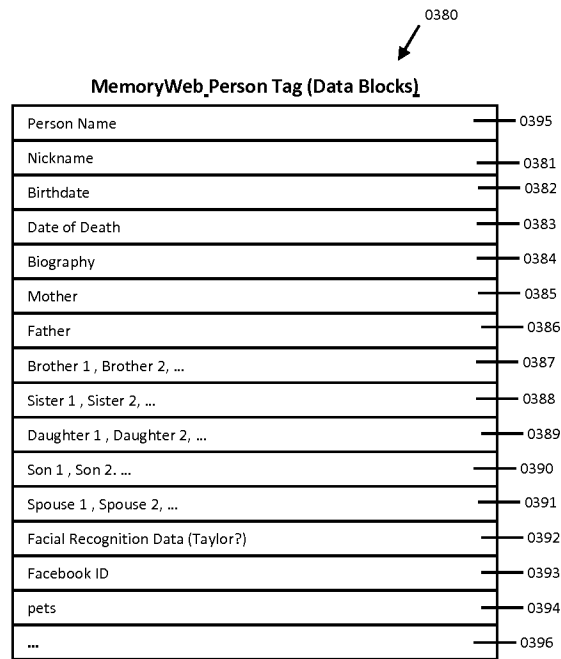 0380
MemoryWeb Person Tag (Data Blocks)
Person Name 0395
Nickname 0381
Birthdate 0382
Date of Death 0383
Biography 0384
Mother 0385
Father 0386
Brother 1 , Brother 2, ... 0387
Sister 1 , Sister 2, ... 0388
Daughter 1 , Daughter 2, ... 0389
Son 1 , Son 2. ... 0390
Spouse 1 , Spouse 2, ... 0391
Facial Recognition Data (Taylor?) 0392
Facebook ID 0393
pets 0394
... 0396